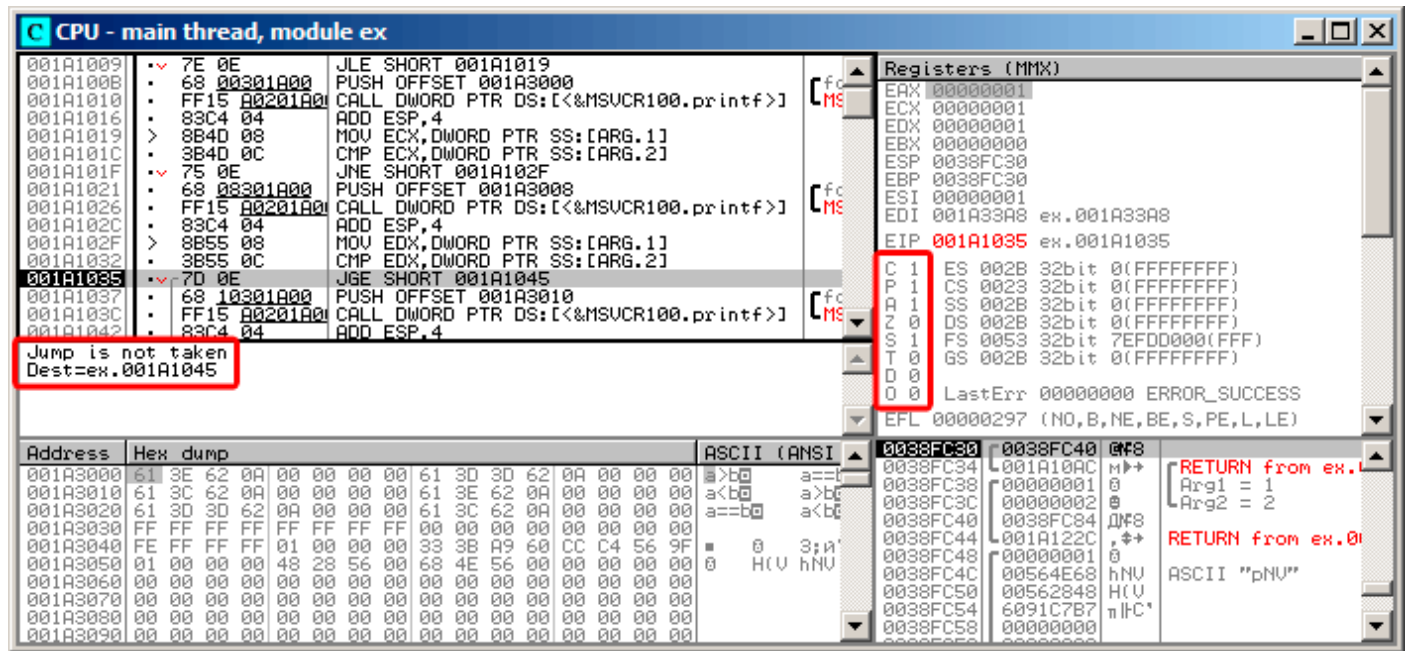 C CPU - main thread, module ex
001A1009 7E 0E JLE SHORT 001A1019
001A100B 68 00301A00 PUSH OFFSET 001A3000
001A1010 FF15 A0201A0 CALL DWORD PTR DS:[<&MSVCR100.printf>]
001A1016 83C4 04 ADD ESP,4
001A1019 > 8B4D 08 MOV ECX,DWORD PTR SS:[ARG.1]
001A101C 3B4D 0C CMP ECX,DWORD PTR SS:[ARG.2]
001A101F 75 0E JNE SHORT 001A102F
001A1021 68 08301A00 PUSH OFFSET 001A3008
001A1026 FF15 A0201A0 CALL DWORD PTR DS:[<&MSVCR100.printf>]
001A102C 83C4 04 ADD ESP,4
001A102F > 8B55 08 MOV EDX,DWORD PTR SS:[ARG.1]
001A1032 3B55 0C CMP EDX,DWORD PTR SS:[ARG.2]
001A1035 7D 0E JGE SHORT 001A1045
001A1037 68 10301A00 PUSH OFFSET 001A3010
001A103C FF15 A0201A0 CALL DWORD PTR DS:[<&MSVCR100.printf>]
001A1042 83C4 04 ADD ESP,4
Jump is not taken
Dest=ex.001A1045
Registers (MMX)
EAX 00000001
ECX 00000001
EDX 00000001
EBX 00000000
ESP 0038FC30
EBP 0038FC30
ESI 00000001
EDI 001A33A8 ex.001A33A8
EIP 001A1035 ex.001A1035
C 1 ES 002B 32bit 0(FFFFFFFF)
P 1 CS 0023 32bit 0(FFFFFFFF)
A 1 SS 002B 32bit 0(FFFFFFFF)
Z 0 DS 002B 32bit 0(FFFFFFFF)
S 1 FS 0053 32bit 7EFDD000(FFF)
T 0 GS 002B 32bit 0(FFFFFFFF)
D 0
O 0 LastErr 00000000 ERROR_SUCCESS
EFL 00000297 (NO,B,NE,BE,S,PE,L,LE)
Address Hex dump ASCII (ANSI
001A3000 61 3E 62 0A 00 00 00 00 61 3D 3D 62 0A 00 00 00 a>b a==b
001A3010 61 3C 62 0A 00 00 00 00 61 3E 62 0A 00 00 00 00 a<b a>b
001A3020 61 3D 3D 62 0A 00 00 00 61 3C 62 0A 00 00 00 00 a==b a<b
001A3030 FF FF FF FF FF FF FF FF 00 00 00 00 00 00 00 00
001A3040 FE FF FF FF 01 00 00 00 33 3B A9 60 CC C4 56 9F
001A3050 01 00 00 00 48 28 56 00 68 4E 56 00 00 00 00 00 H(V hNV
001A3060 00 00 00 00 00 00 00 00 00 00 00 00 00 00 00 00
001A3070 00 00 00 00 00 00 00 00 00 00 00 00 00 00 00 00
001A3080 00 00 00 00 00 00 00 00 00 00 00 00 00 00 00 00
001A3090 00 00 00 00 00 00 00 00 00 00 00 00 00 00 00 00
0038FC30 0038FC40
0038FC34 001A10AC RETURN from ex.
0038FC38 00000001 Arg1 = 1
0038FC3C 00000002 Arg2 = 2
0038FC40 0038FC84
0038FC44 001A122C RETURN from ex.0
0038FC48 00000001
0038FC4C 00564E68 hNV ASCII "pNV"
0038FC50 00562848 H(V
0038FC54 6091C7B7
0038FC58 00000000